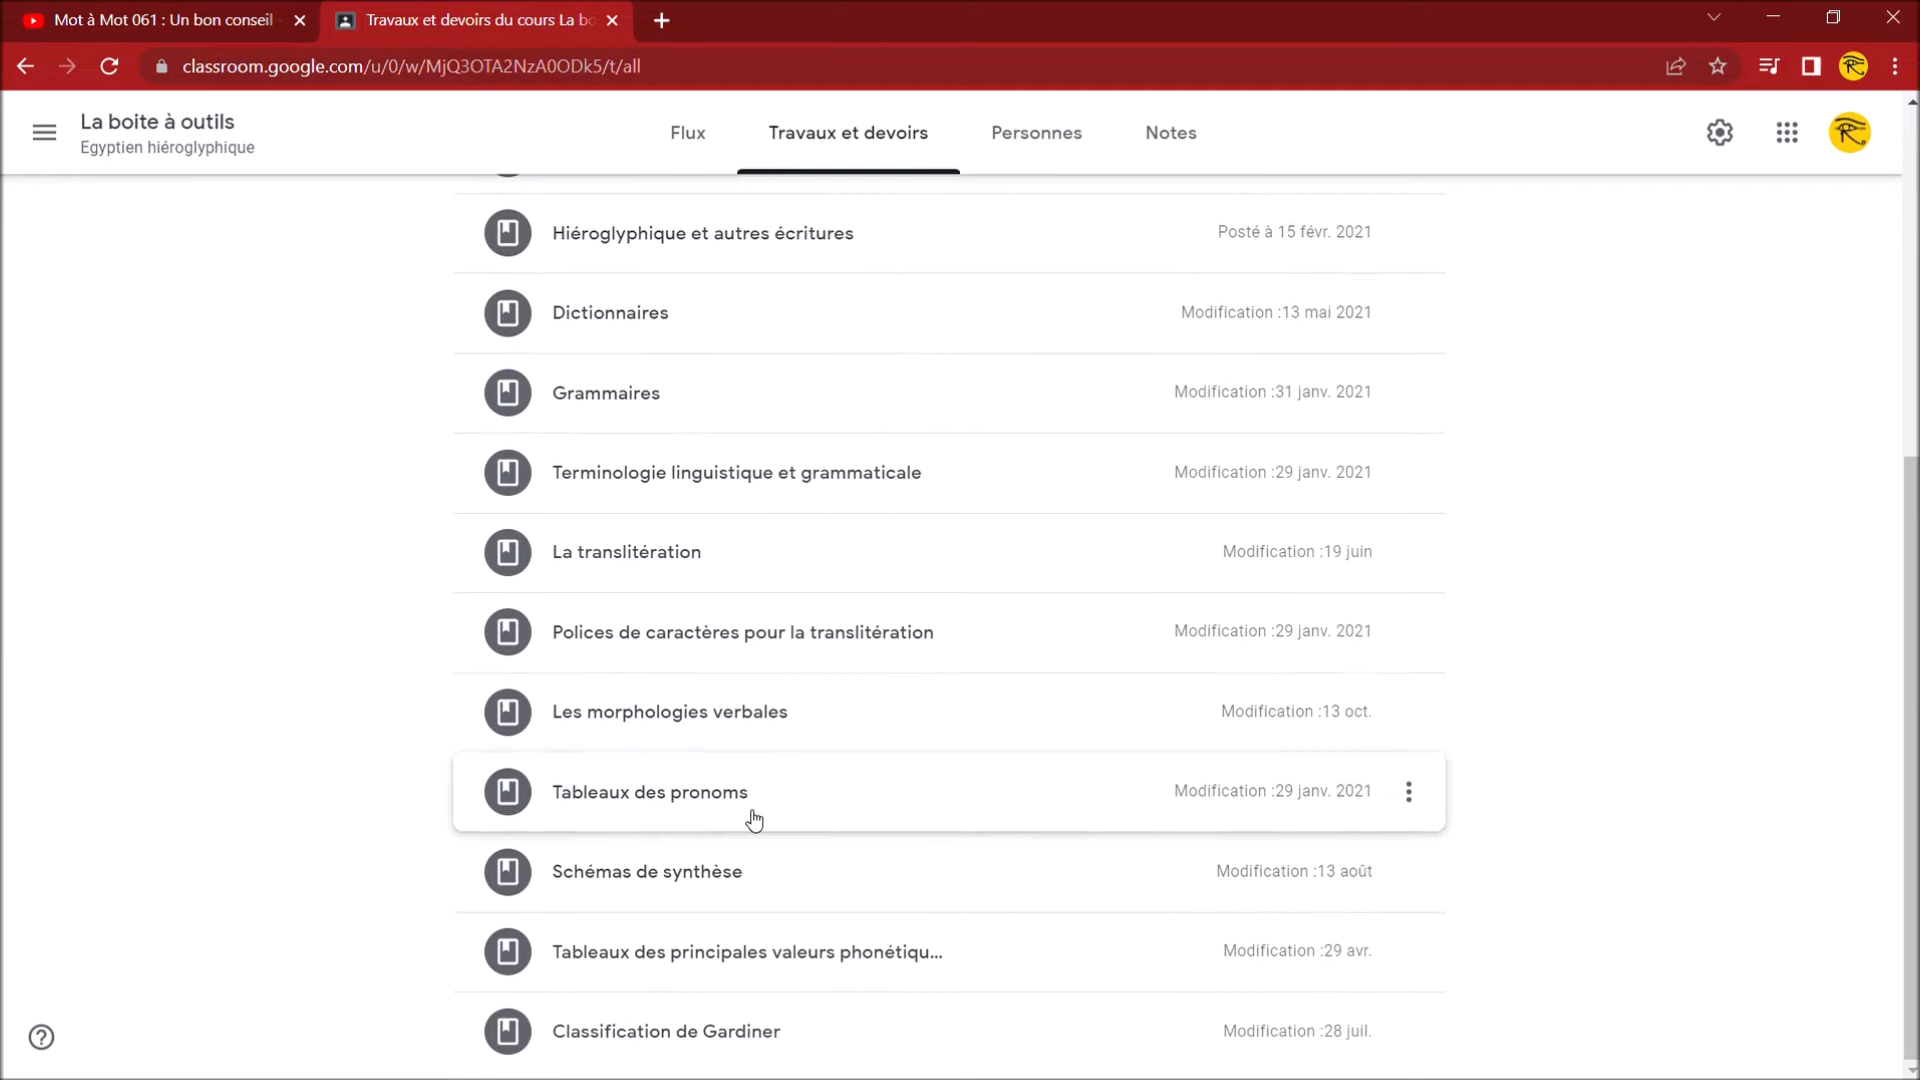 Mot à Mot 061 : Un bon conseil
Travaux et devoirs du cours La bo
classroom.google.com/u/0/w/MjQ3OTA2NzA0ODk5/t/all
La boite à outils
Egyptien hiéroglyphique
Flux
Travaux et devoirs
Personnes
Notes
Hiéroglyphique et autres écritures
Posté à 15 févr. 2021
Dictionnaires
Modification :13 mai 2021
Grammaires
Modification :31 janv. 2021
Terminologie linguistique et grammaticale
Modification :29 janv. 2021
La translitération
Modification :19 juin
Polices de caractères pour la translitération
Modification :29 janv. 2021
Les morphologies verbales
Modification :13 oct.
Tableaux des pronoms
Modification :29 janv. 2021
Schémas de synthèse
Modification :13 août
Tableaux des principales valeurs phonétiqu...
Modification :29 avr.
Classification de Gardiner
Modification :28 juil.